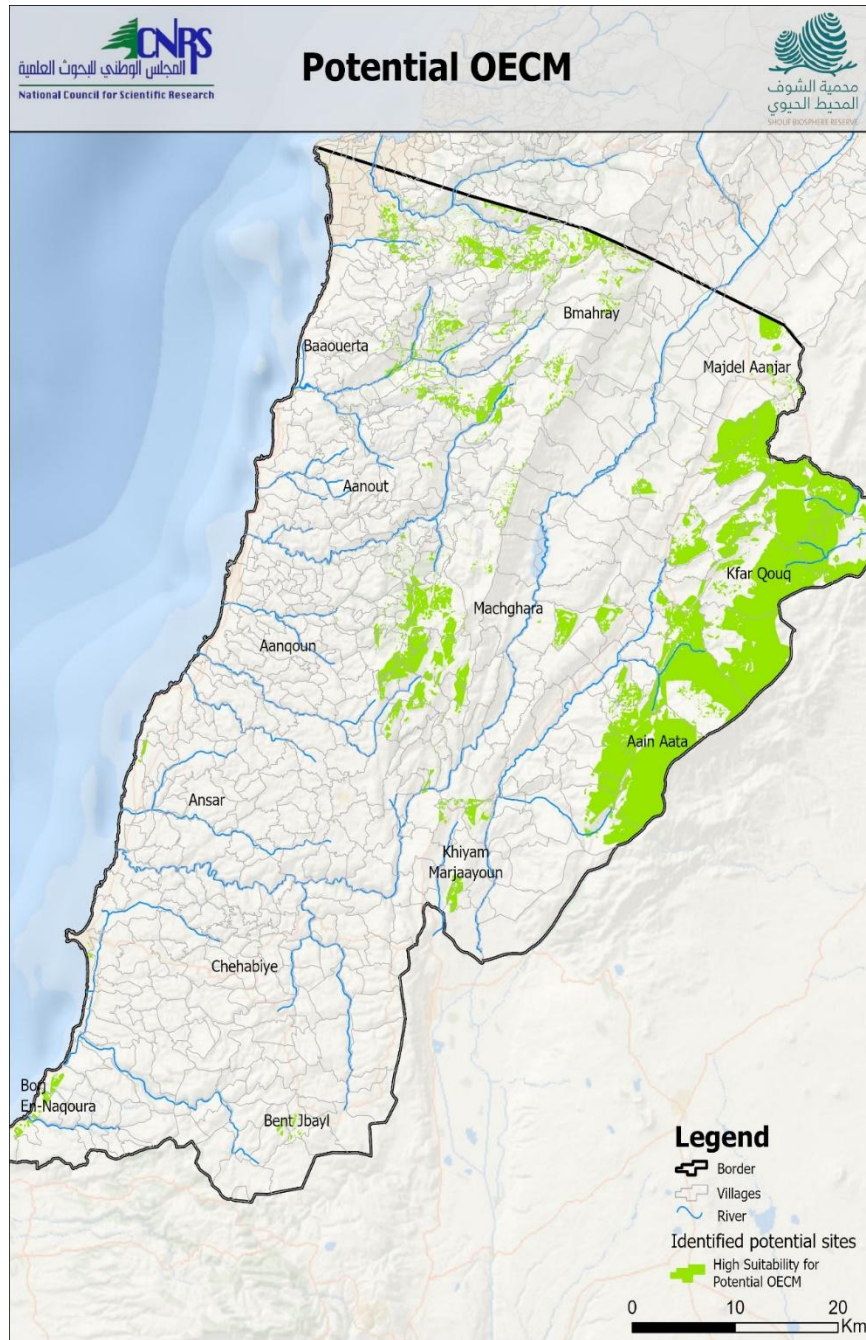 CNRS
المجلس الوطني للبحوث العلمية
National Council for Scientific Research
Potential OECM
محمية الشوف
المحيط الحيوي
SHOUF BIOSPHERE RESERVE
Bmahray
Baaouerta
Majdel Aanjar
Aanout
Kfar Qouq
Machghara
Aanqoun
Aain Aata
Ansar
Khiyam
Marjaayoun
Chehabiye
Borj
En-Naqoura
Bent Jbayl
Legend
Border
Villages
River
Identified potential sites
High Suitability for
Potential OECM
0 10 20
Km